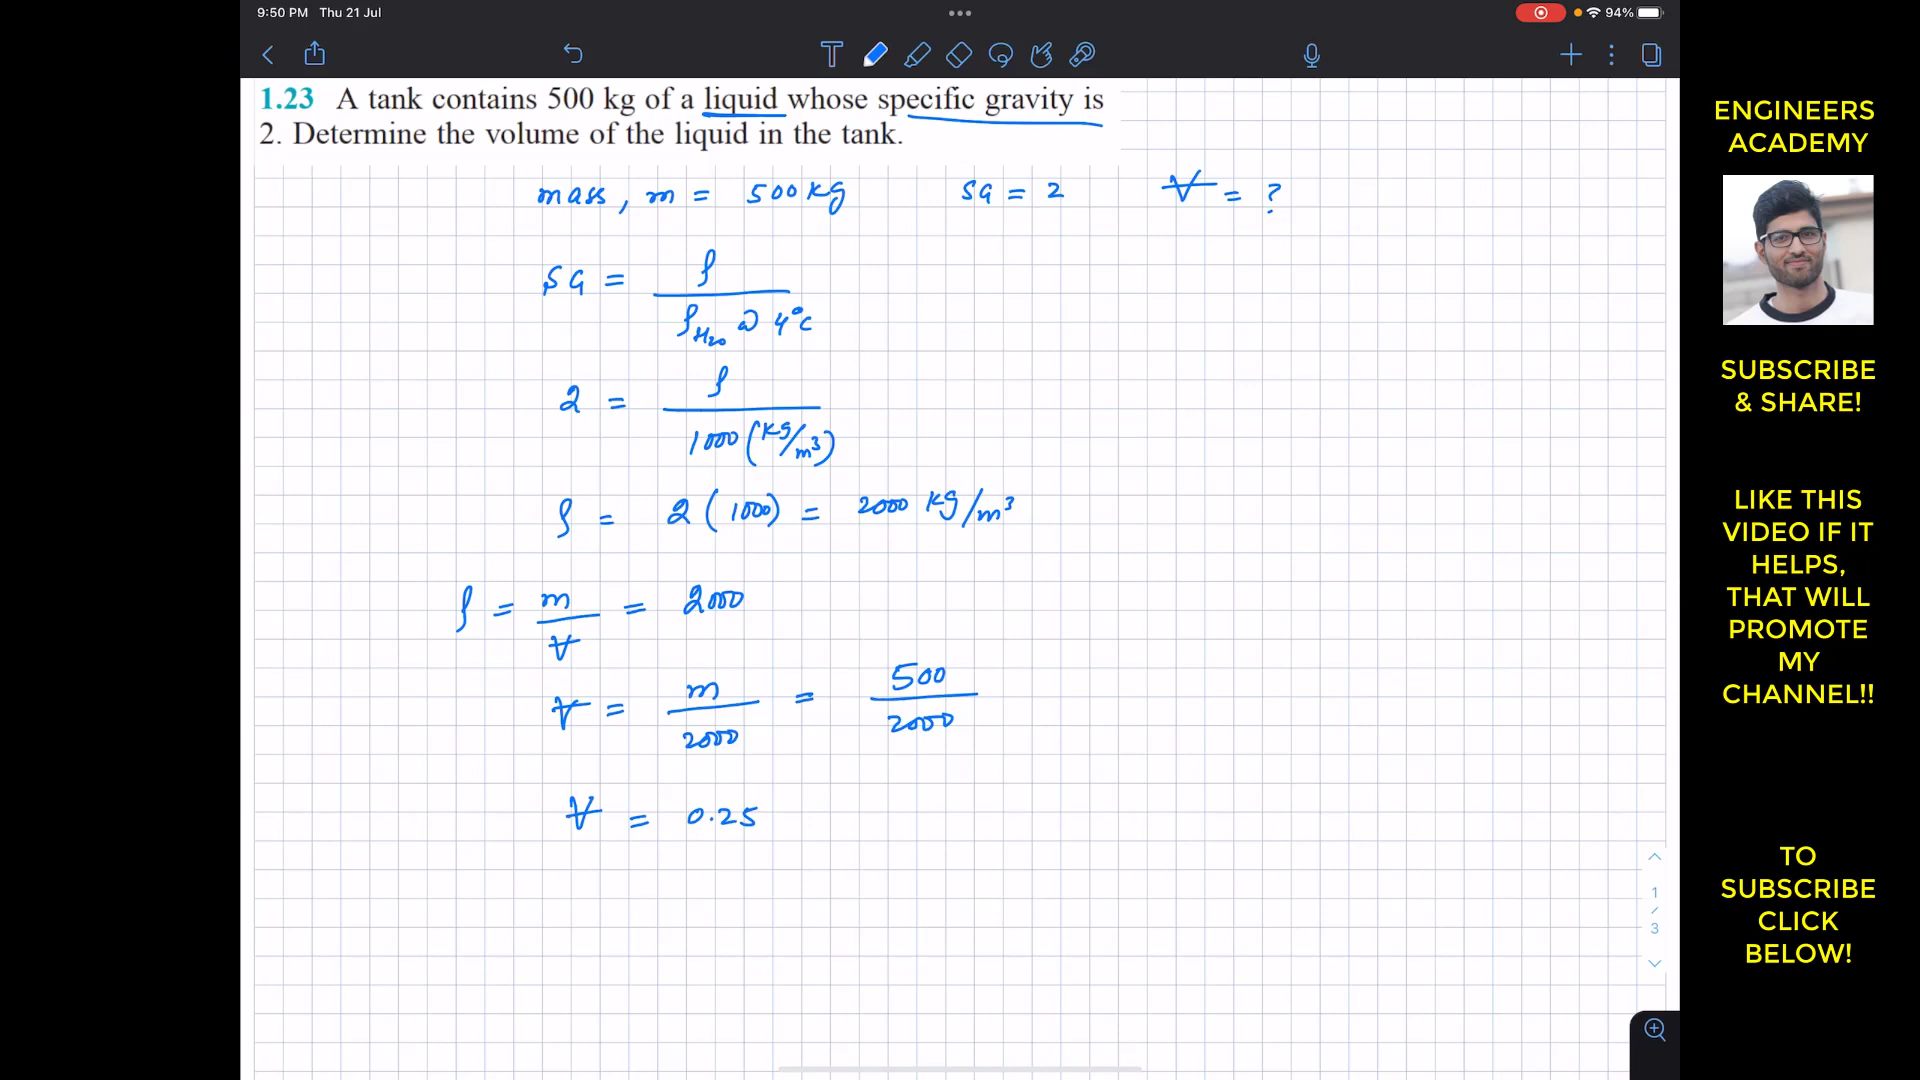 9:50 PM Thu 21 Jul
94%
1.23 A tank contains 500 kg of a liquid whose specific gravity is
2. Determine the volume of the liquid in the tank.
mass, m = 500 kg SG = 2 V = ?
SG = ρ / ρH₂O @ 4°C
2 = ρ / 1000 (kg/m³)
ρ = 2 (1000) = 2000 kg/m³
ρ = m / V = 2000
V = m / 2000 = 500 / 2000
V = 0.25
1
/
3
ENGINEERS
ACADEMY
SUBSCRIBE
& SHARE!
LIKE THIS
VIDEO IF IT
HELPS,
THAT WILL
PROMOTE
MY
CHANNEL!!
TO
SUBSCRIBE
CLICK
BELOW!